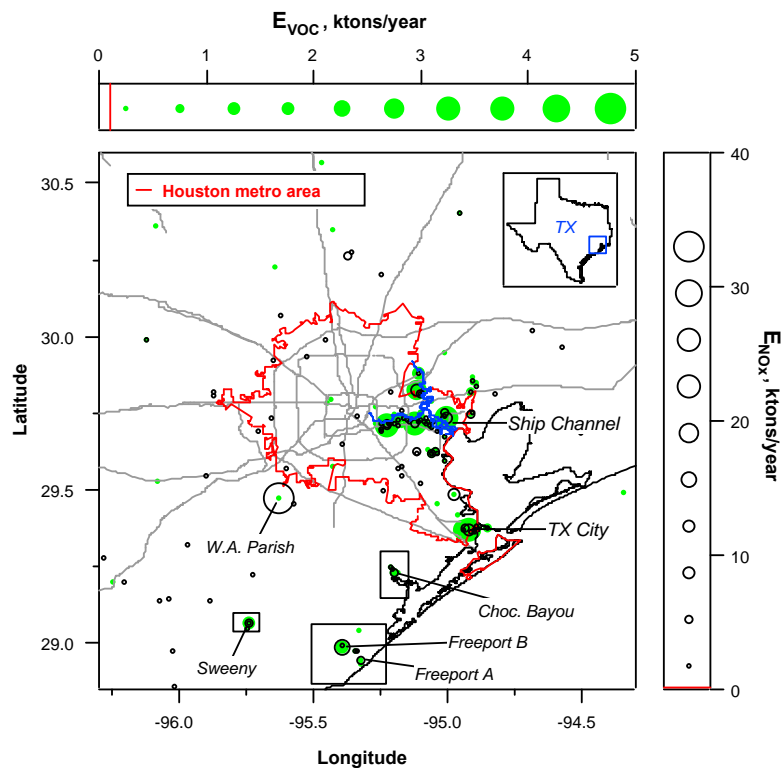 E_VOC, ktons/year
0 1 2 3 4 5
Houston metro area
TX
30.5
30.0
29.5
29.0
Latitude
Ship Channel
TX City
W.A. Parish
Choc. Bayou
Sweeny
Freeport B
Freeport A
-96.0 -95.5 -95.0 -94.5
Longitude
40
30
20
10
0
E_NOx, ktons/year